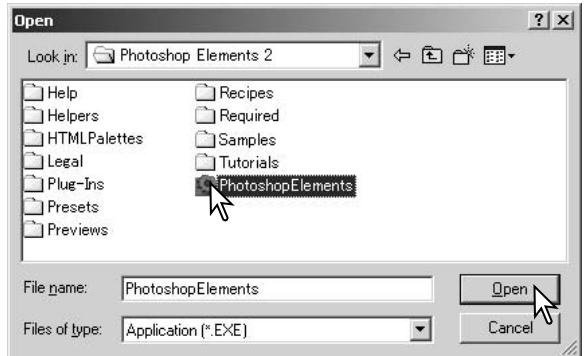 Open
Look in: Photoshop Elements 2
Help
Helpers
HTMLPalettes
Legal
Plug-Ins
Presets
Previews
Recipes
Required
Samples
Tutorials
PhotoshopElements
File name: PhotoshopElements Open
Files of type: Application (*.EXE) Cancel